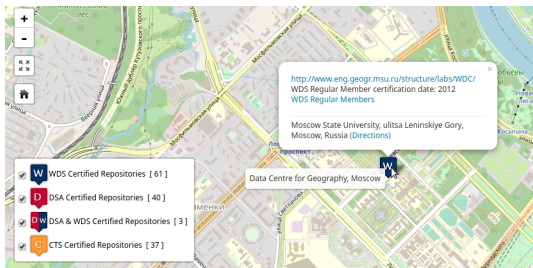 +
-
Мосфильмовская улица
http://www.eng.geogr.msu.ru/structure/labs/WDC/
WDS Regular Member certification date: 2012
WDS Regular Members
Moscow State University, ulitsa Leninskiye Gory,
Moscow, Russia (Directions)
×
W
Data Centre for Geography, Moscow
W WDS Certified Repositories [ 61 ]
D DSA Certified Repositories [ 40 ]
D W DSA & WDS Certified Repositories [ 3 ]
C CTS Certified Repositories [ 37 ]